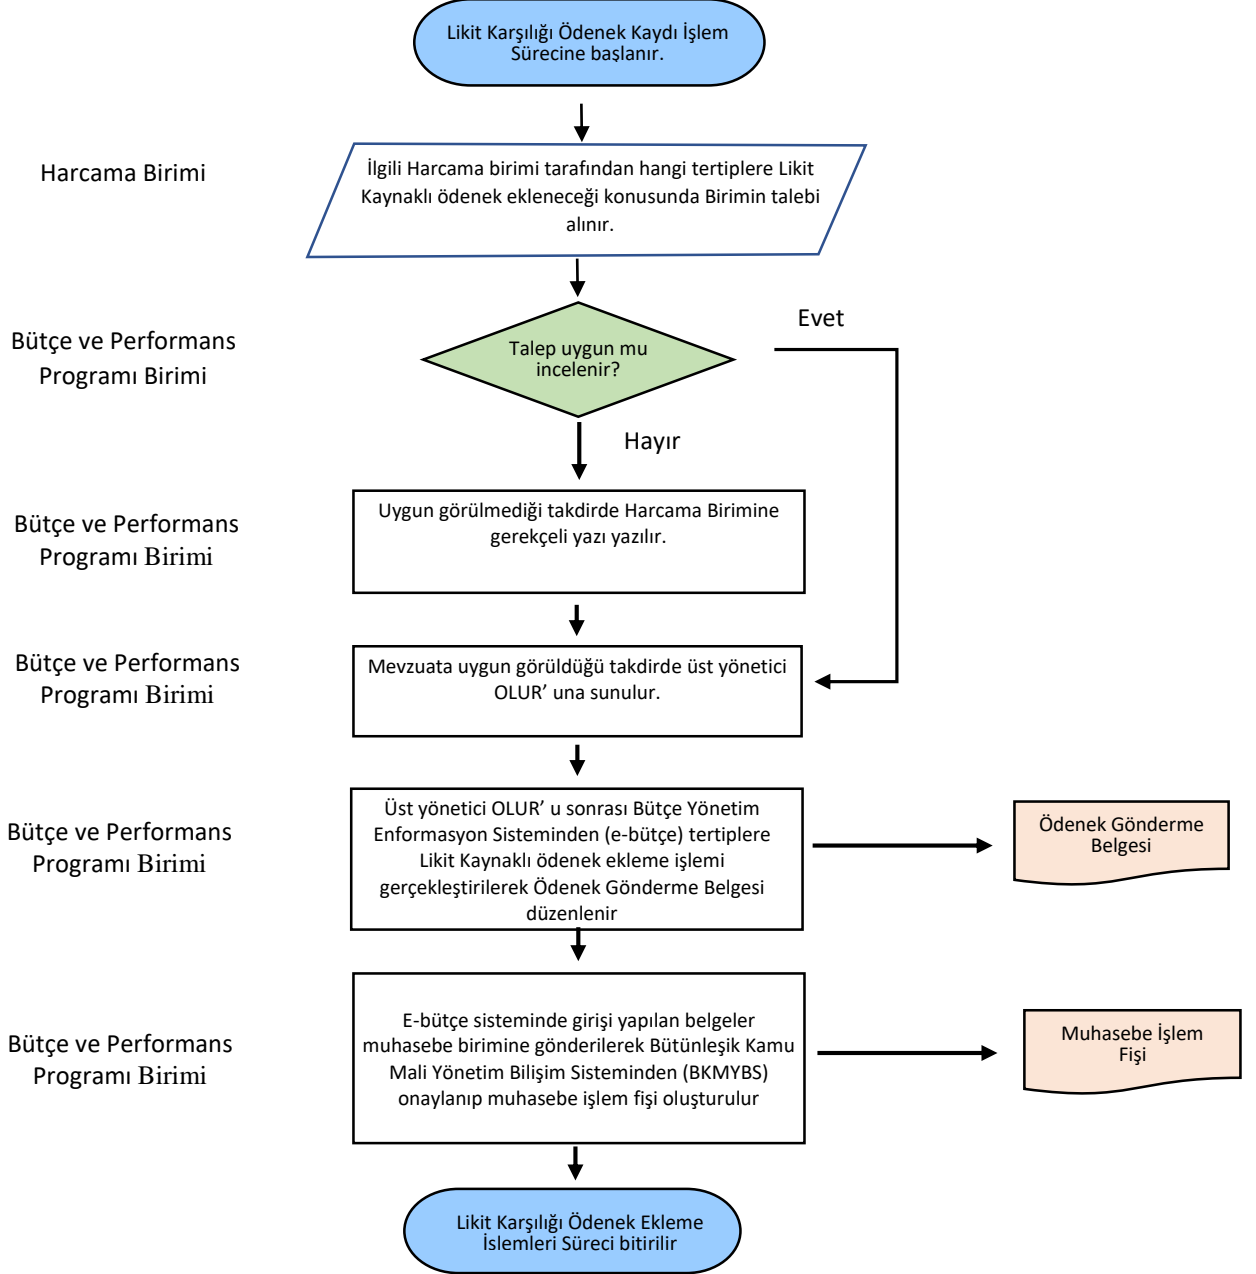 Likit Karşılığı Ödenek Kaydı İşlem
Sürecine başlanır.
Harcama Birimi
İlgili Harcama birimi tarafından hangi tertiplere Likit
Kaynaklı ödenek ekleneceği konusunda Birimin talebi
alınır.
Bütçe ve Performans
Programı Birimi
Talep uygun mu
incelenir?
Evet
Hayır
Bütçe ve Performans
Programı Birimi
Uygun görülmediği takdirde Harcama Birimine
gerekçeli yazı yazılır.
Bütçe ve Performans
Programı Birimi
Mevzuata uygun görüldüğü takdirde üst yönetici
OLUR’ una sunulur.
Bütçe ve Performans
Programı Birimi
Üst yönetici OLUR’ u sonrası Bütçe Yönetim
Enformasyon Sisteminden (e-bütçe) tertiplere
Likit Kaynaklı ödenek ekleme işlemi
gerçekleştirilerek Ödenek Gönderme Belgesi
düzenlenir
Ödenek Gönderme
Belgesi
Bütçe ve Performans
Programı Birimi
E-bütçe sisteminde girişi yapılan belgeler
muhasebe birimine gönderilerek Bütünleşik Kamu
Mali Yönetim Bilişim Sisteminden (BKMYBS)
onaylanıp muhasebe işlem fişi oluşturulur
Muhasebe İşlem
Fişi
Likit Karşılığı Ödenek Ekleme
İslemleri Süreci bitirilir